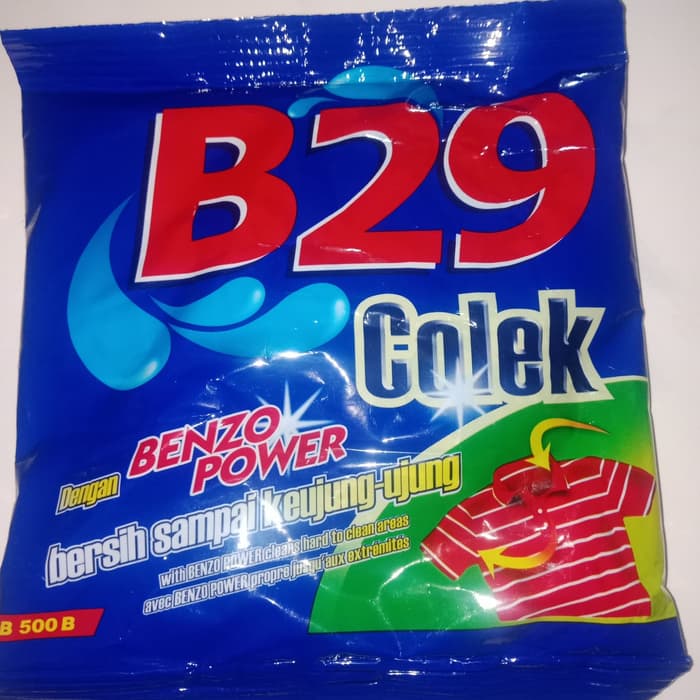 B29
Colek
Dengan BENZO POWER
bersih sampai keujung-ujung
with BENZO POWER cleans hard to clean areas
avec BENZO POWER propre jusqu'aux extrémités
B 500 B